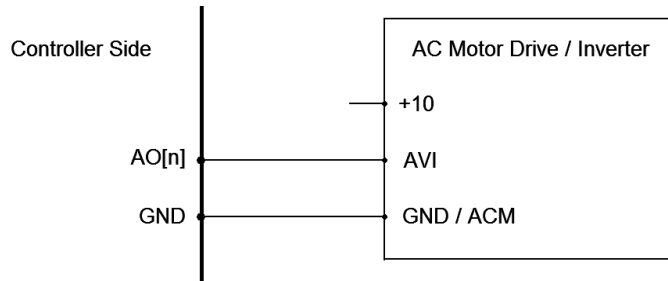 Controller Side
AC Motor Drive / Inverter
+10
AO[n]
AVI
GND
GND / ACM